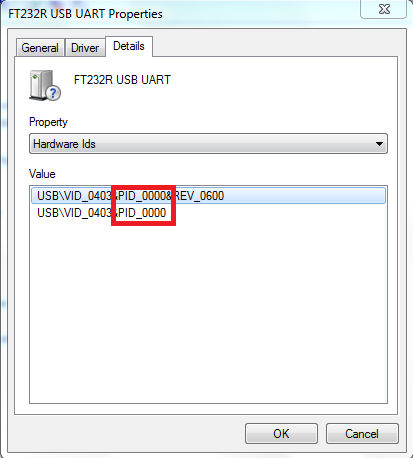 FT232R USB UART Properties
General Driver Details
FT232R USB UART
Property
Hardware Ids
Value
USB\VID_0403&PID_0000&REV_0600
USB\VID_0403&PID_0000
OK Cancel